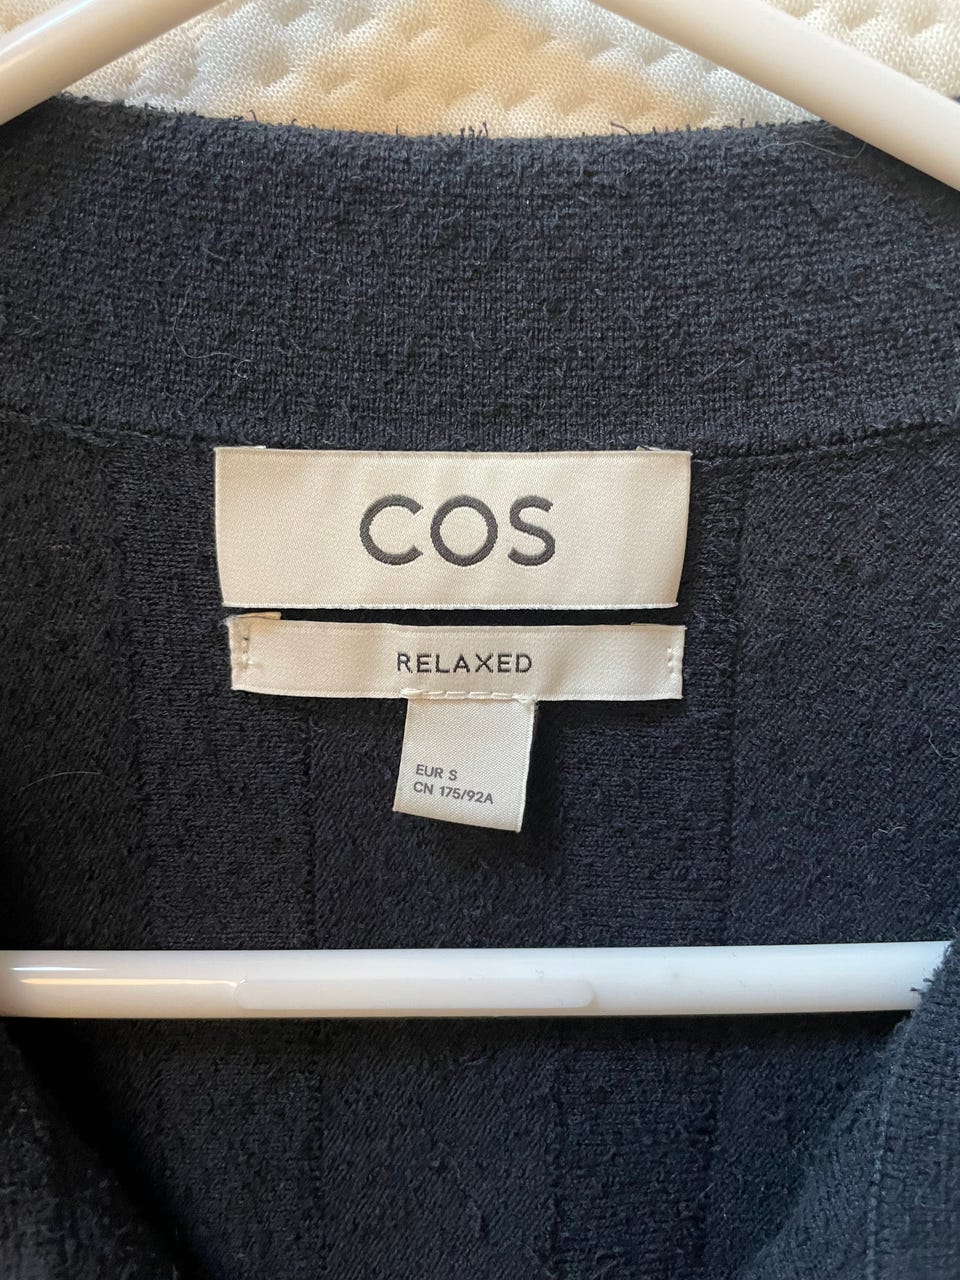 COS
RELAXED
EUR S
CN 175/92A